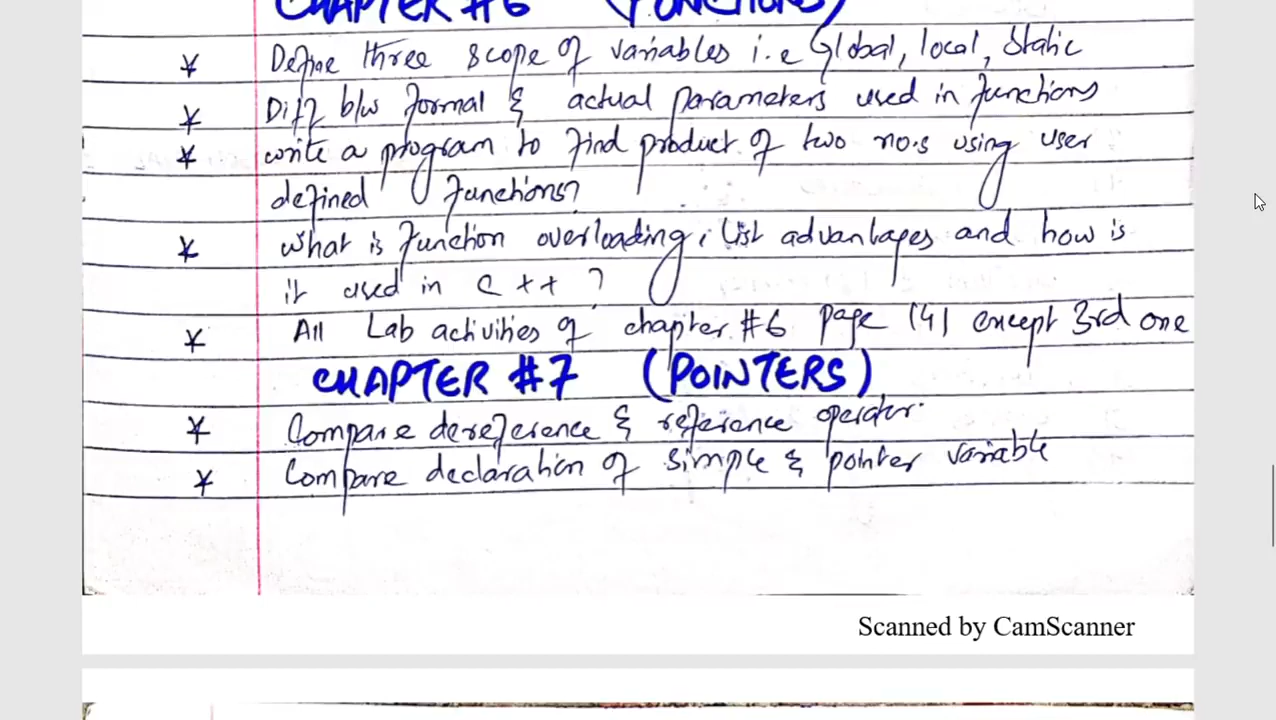 CHAPTER #6 (FUNCTIONS)
* Define three scope of variables i.e Global, local, Static
* Diff b/w formal & actual parameters used in functions
* write a program to find product of two no.s using user
defined functions?
* what is function overloading, List advantages and how is
it used in C++ ?
* All Lab activities of chapter #6 page 141 except 3rd one
CHAPTER #7 (POINTERS)
* Compare dereference & reference operator.
* Compare declaration of simple & pointer variable
Scanned by CamScanner